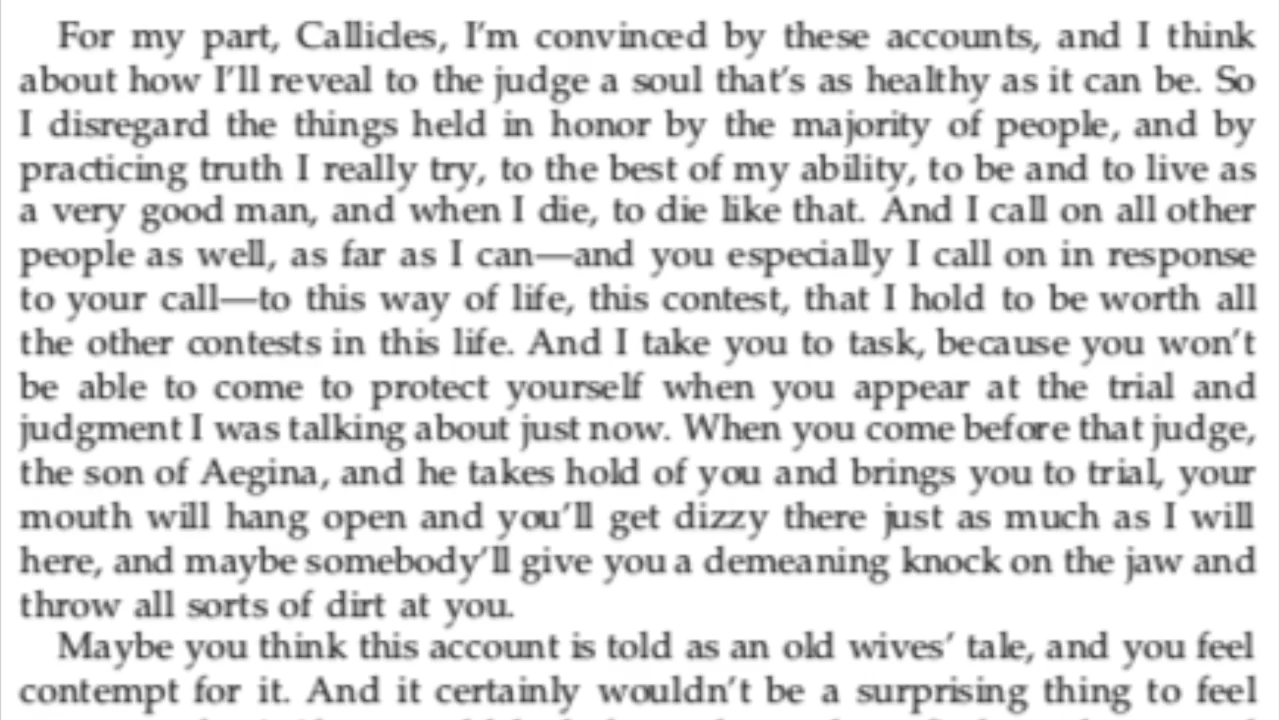 For my part, Callicles, I'm convinced by these accounts, and I think
about how I'll reveal to the judge a soul that's as healthy as it can be. So
I disregard the things held in honor by the majority of people, and by
practicing truth I really try, to the best of my ability, to be and to live as
a very good man, and when I die, to die like that. And I call on all other
people as well, as far as I can—and you especially I call on in response
to your call—to this way of life, this contest, that I hold to be worth all
the other contests in this life. And I take you to task, because you won't
be able to come to protect yourself when you appear at the trial and
judgment I was talking about just now. When you come before that judge,
the son of Aegina, and he takes hold of you and brings you to trial, your
mouth will hang open and you'll get dizzy there just as much as I will
here, and maybe somebody'll give you a demeaning knock on the jaw and
throw all sorts of dirt at you.
Maybe you think this account is told as an old wives' tale, and you feel
contempt for it. And it certainly wouldn't be a surprising thing to feel